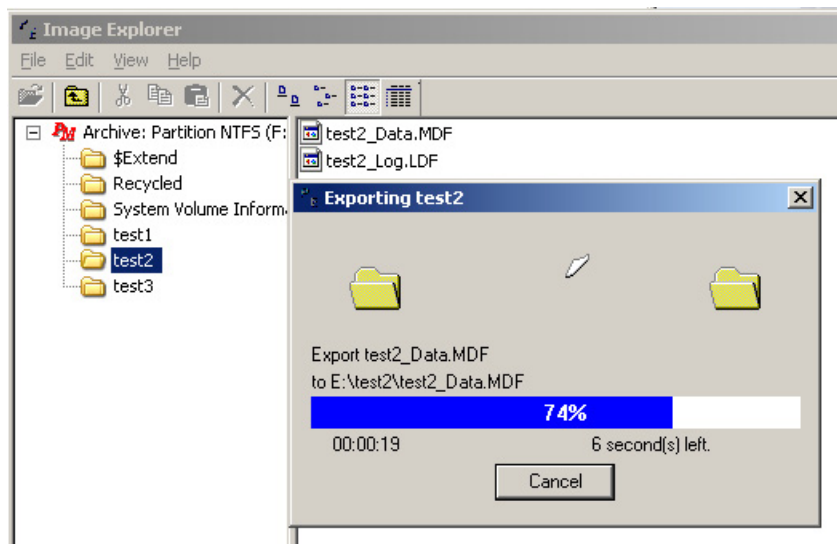 Image Explorer
File Edit View Help
Archive: Partition NTFS (F:
$Extend
Recycled
System Volume Inform
test1
test2
test3
test2_Data.MDF
test2_Log.LDF
Exporting test2
Export test2_Data.MDF
to E:\test2\test2_Data.MDF
74%
00:00:19 6 second(s) left.
Cancel